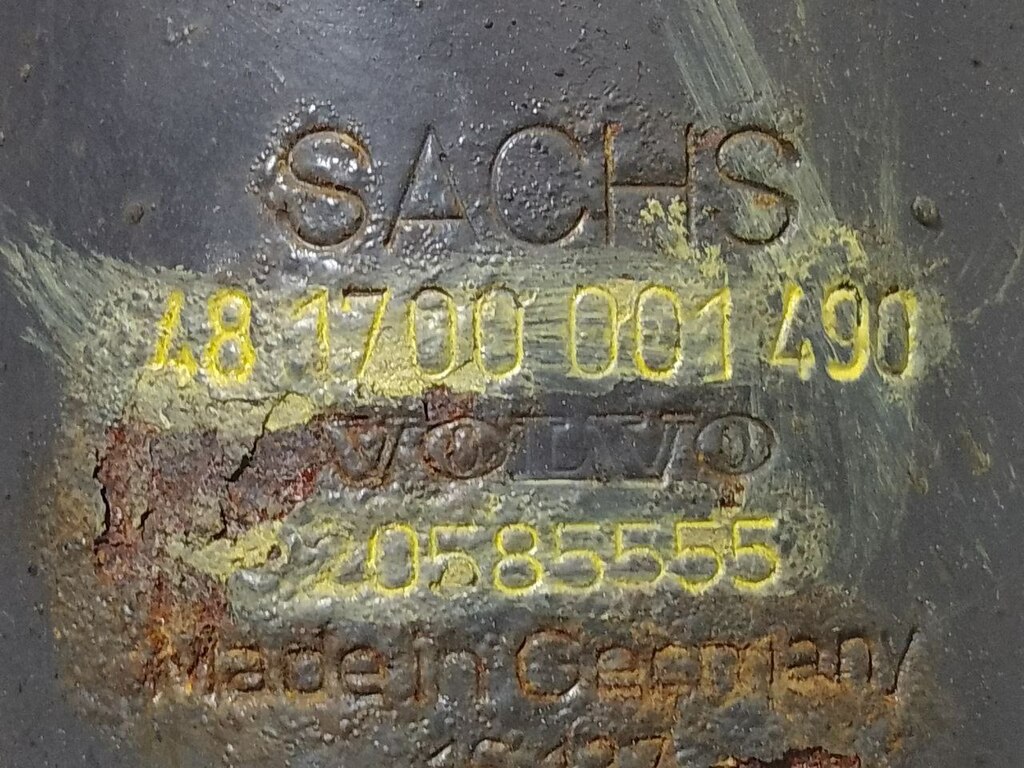 SACHS
48 1700 001 490
VOLVO
20585555
Made in Germany